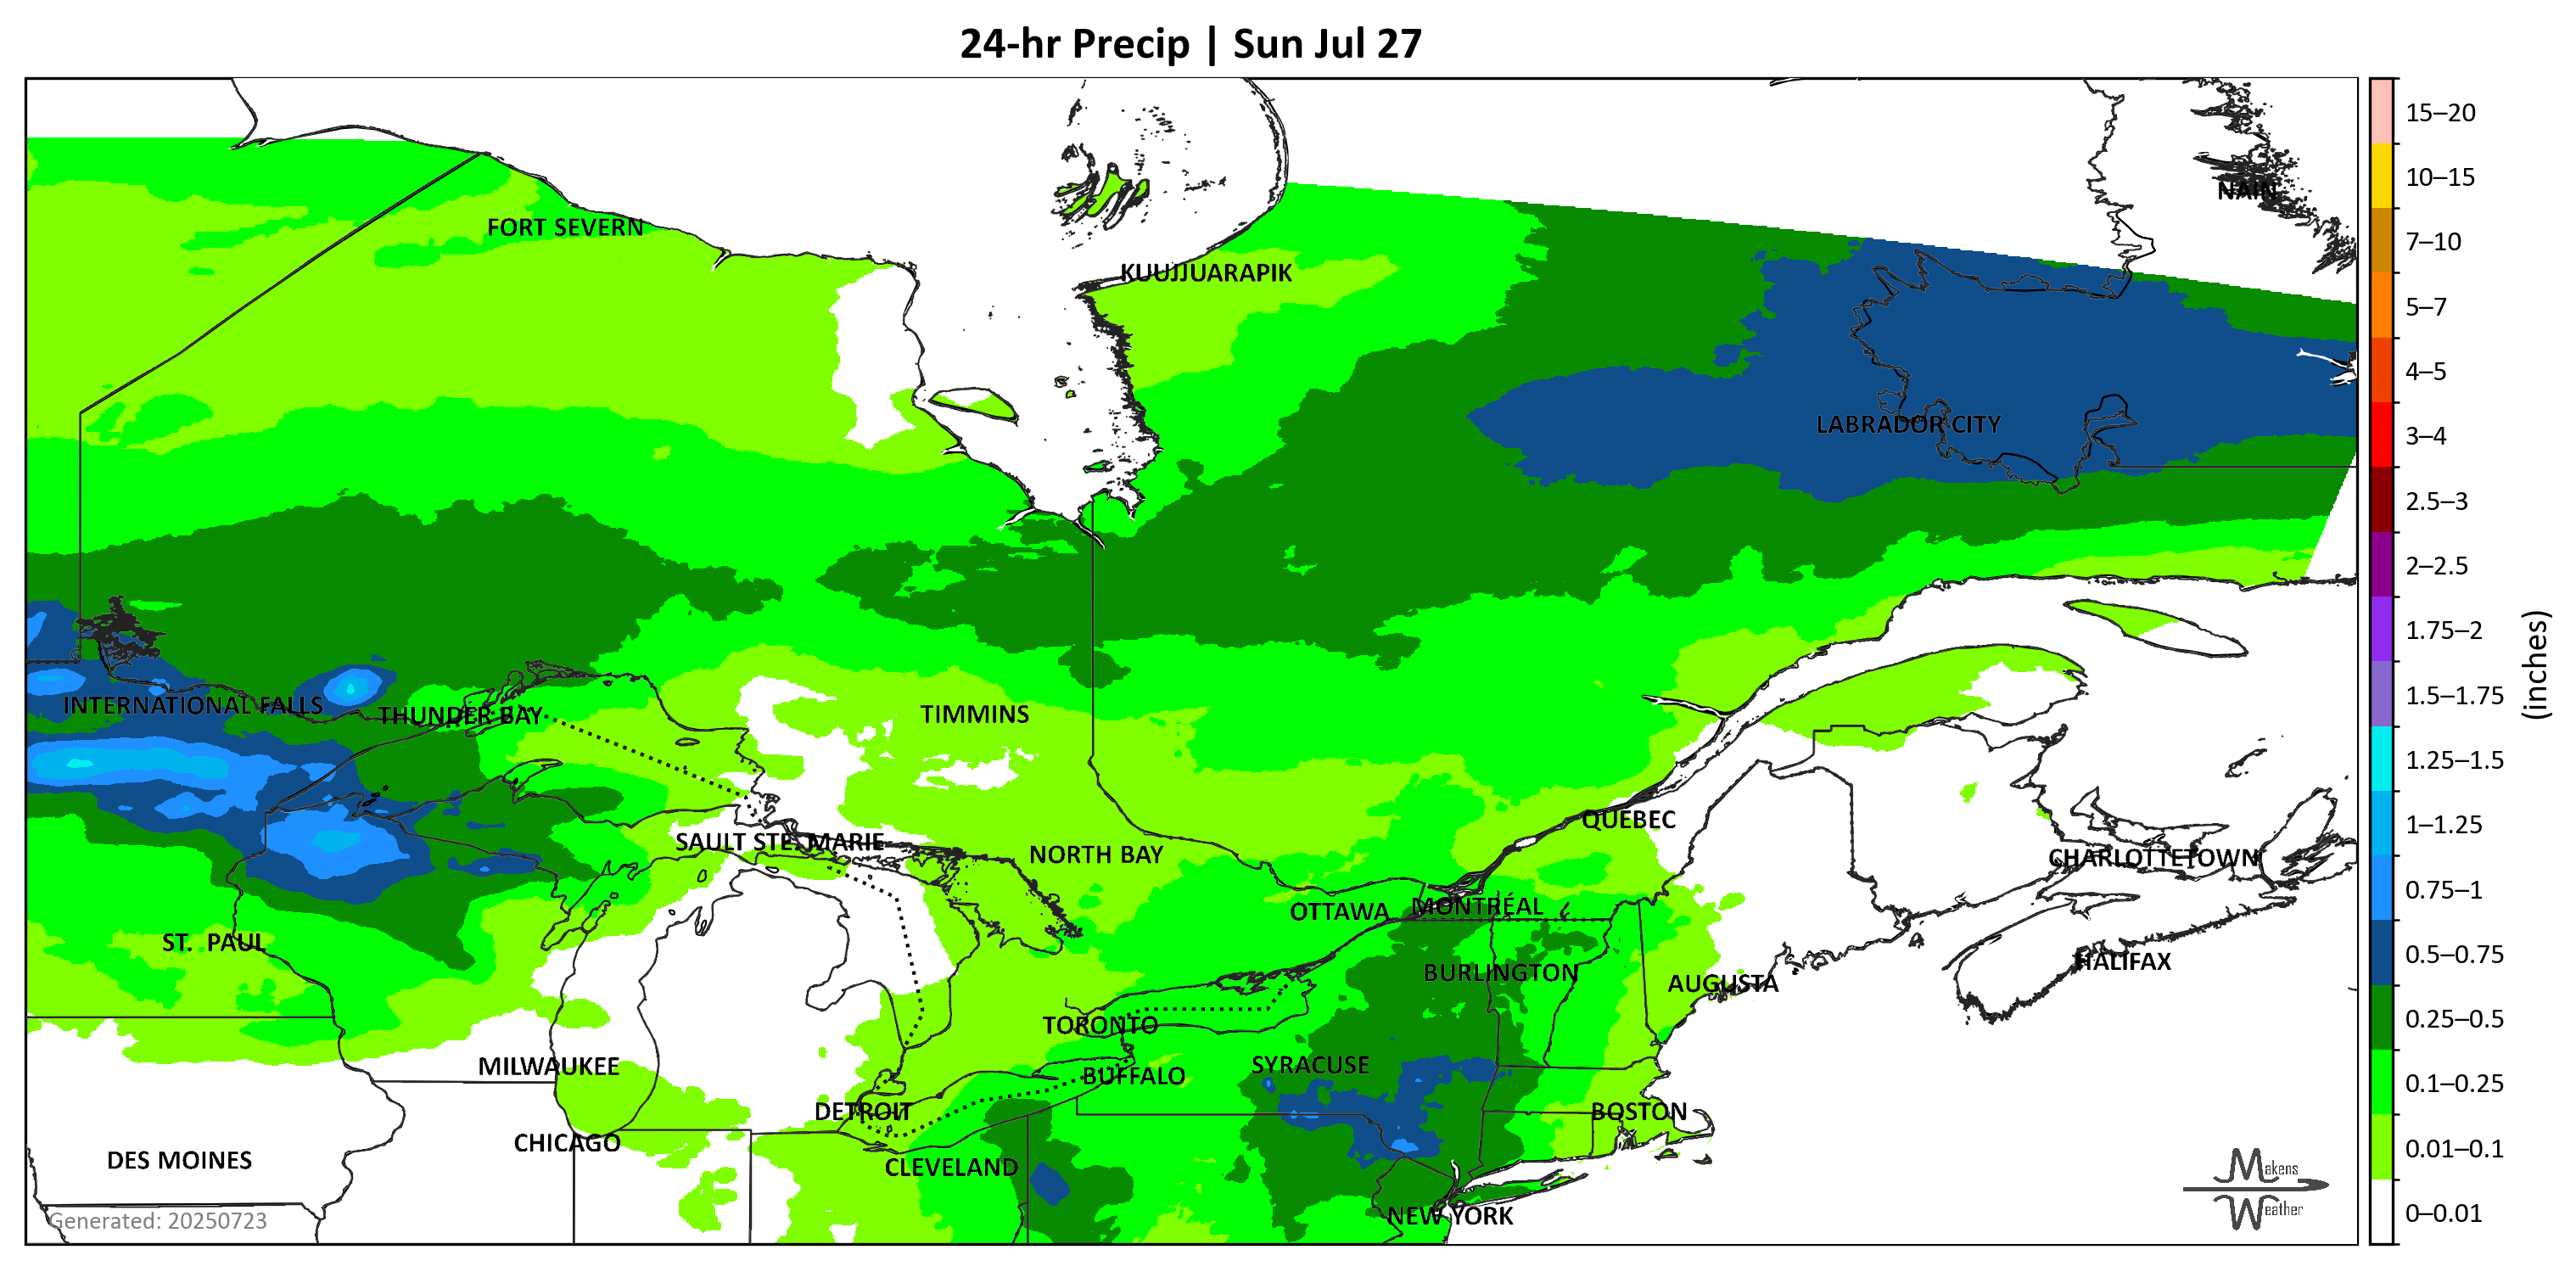 24-hr Precip | Sun Jul 27
NAIN
FORT SEVERN
KUUJJUARAPIK
LABRADOR CITY
INTERNATIONAL FALLS
THUNDER BAY
TIMMINS
QUÉBEC
SAULT STE. MARIE
NORTH BAY
CHARLOTTETOWN
OTTAWA
MONTRÉAL
ST. PAUL
HALIFAX
BURLINGTON
AUGUSTA
TORONTO
MILWAUKEE
SYRACUSE
BUFFALO
DETROIT
BOSTON
CHICAGO
DES MOINES
CLEVELAND
NEW YORK
Generated: 20250723
Makens
Weather
15–20
10–15
7–10
5–7
4–5
3–4
2.5–3
2–2.5
1.75–2
1.5–1.75
1.25–1.5
1–1.25
0.75–1
0.5–0.75
0.25–0.5
0.1–0.25
0.01–0.1
0–0.01
(inches)